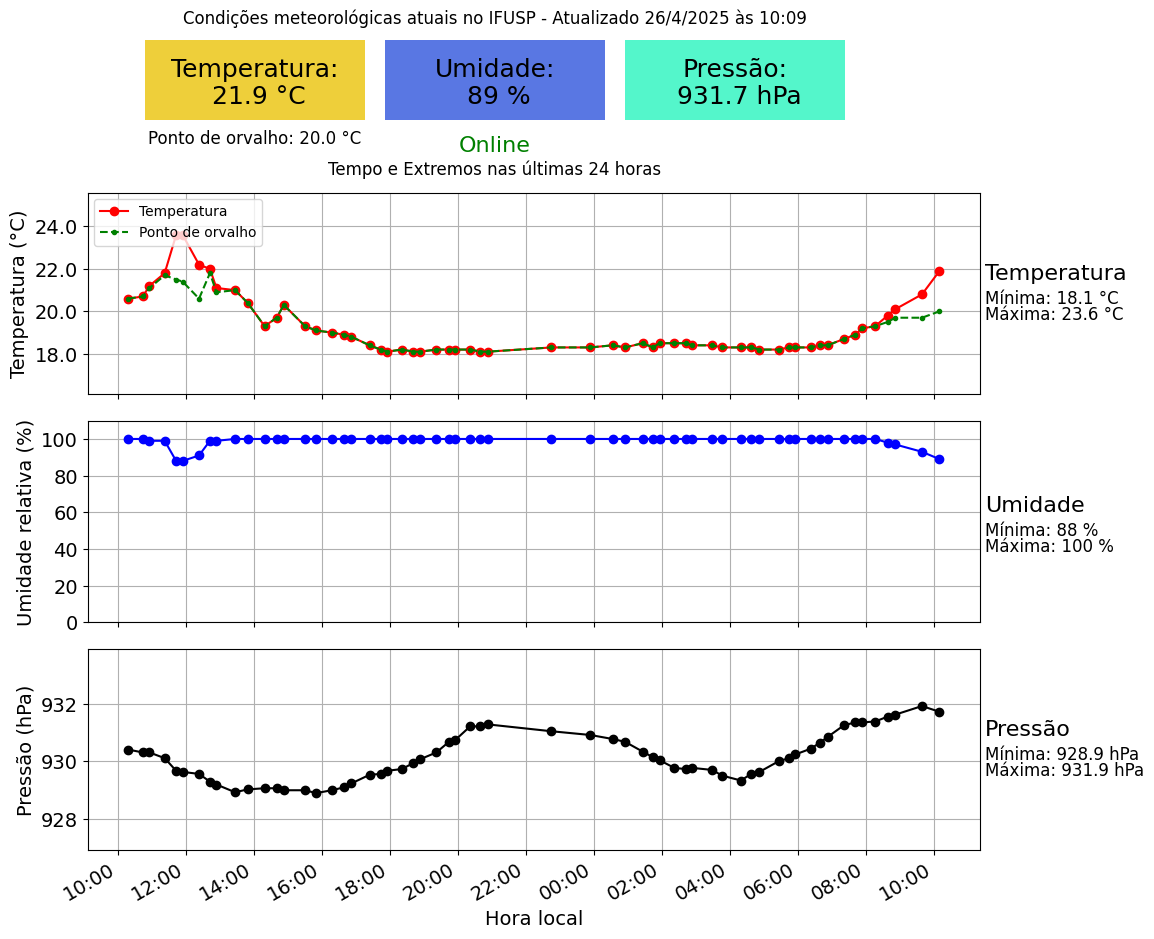 Condições meteorológicas atuais no IFUSP - Atualizado 26/4/2025 às 10:09
Temperatura:
21.9 °C
Umidade:
89 %
Pressão:
931.7 hPa
Ponto de orvalho: 20.0 °C
Online
Tempo e Extremos nas últimas 24 horas
Temperatura
Ponto de orvalho
Temperatura (°C)
24.0
22.0
20.0
18.0
Temperatura
Mínima: 18.1 °C
Máxima: 23.6 °C
Umidade relativa (%)
100
80
60
40
20
0
Umidade
Mínima: 88 %
Máxima: 100 %
Pressão (hPa)
932
930
928
Pressão
Mínima: 928.9 hPa
Máxima: 931.9 hPa
10:00
12:00
14:00
16:00
18:00
20:00
22:00
00:00
02:00
04:00
06:00
08:00
10:00
Hora local